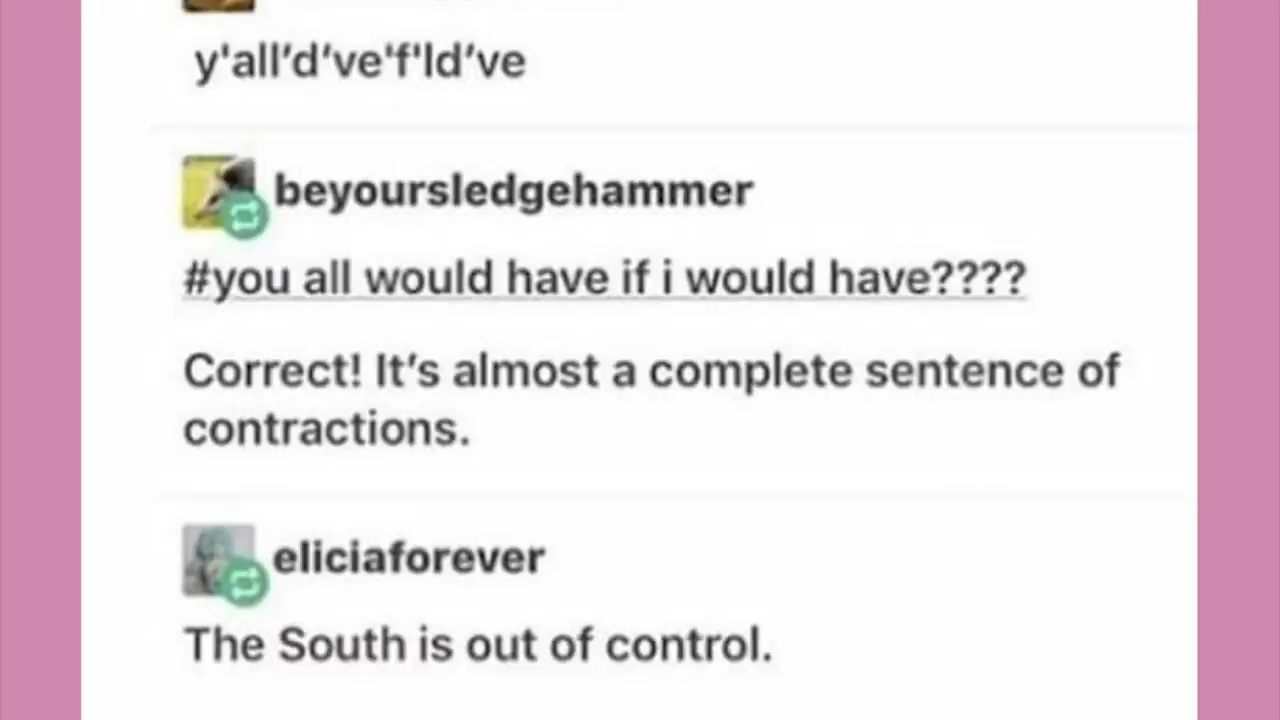 y'all’d’ve'f'ld’ve
beyoursledgehammer
#you all would have if i would have????
Correct! It’s almost a complete sentence of
contractions.
eliciaforever
The South is out of control.